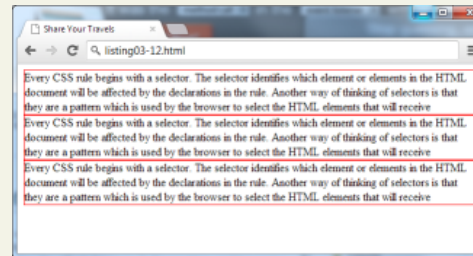 Share Your Travels
listing03-12.html
Every CSS rule begins with a selector. The selector identifies which element or elements in the HTML
document will be affected by the declarations in the rule. Another way of thinking of selectors is that
they are a pattern which is used by the browser to select the HTML elements that will receive
Every CSS rule begins with a selector. The selector identifies which element or elements in the HTML
document will be affected by the declarations in the rule. Another way of thinking of selectors is that
they are a pattern which is used by the browser to select the HTML elements that will receive
Every CSS rule begins with a selector. The selector identifies which element or elements in the HTML
document will be affected by the declarations in the rule. Another way of thinking of selectors is that
they are a pattern which is used by the browser to select the HTML elements that will receive